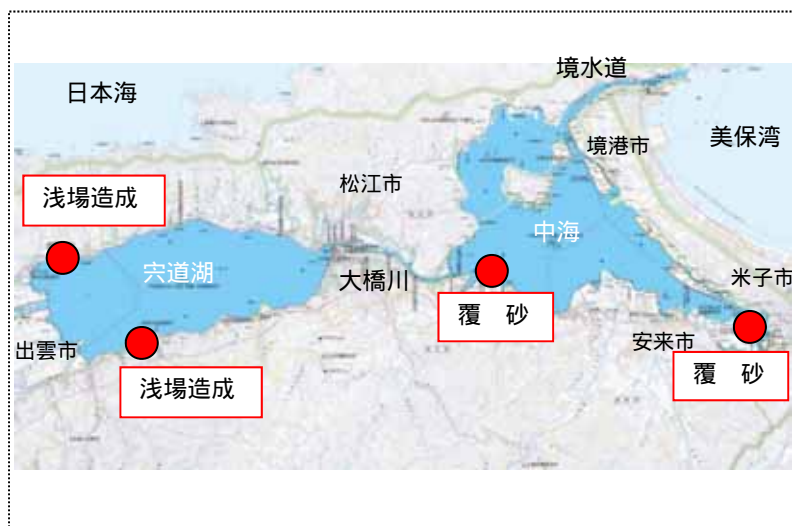 境水道
日本海
境港市
美保湾
松江市
浅場造成
中海
宍道湖
大橋川
米子市
覆 砂
出雲市
安来市
浅場造成
覆 砂